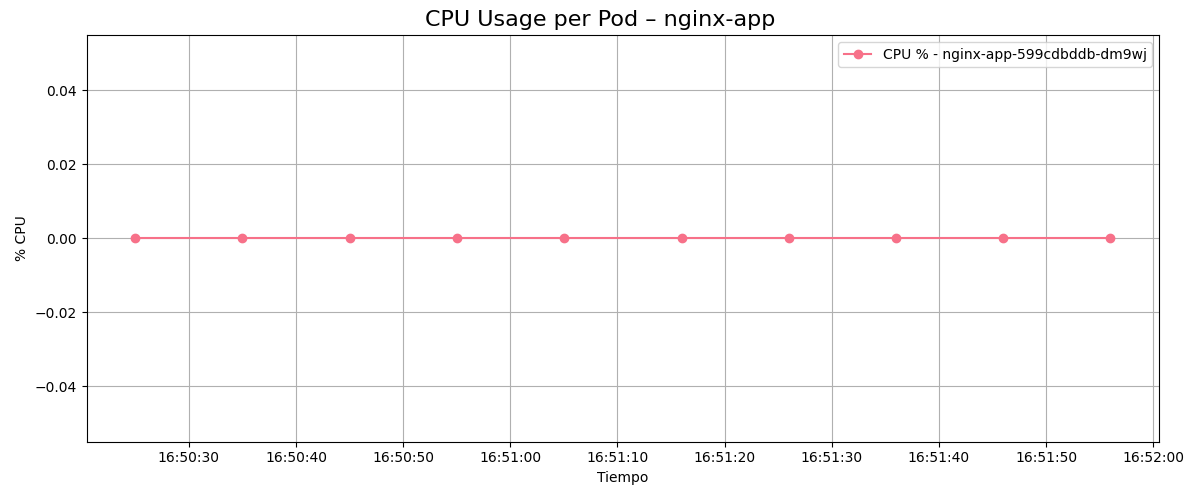 CPU Usage per Pod – nginx-app
CPU % - nginx-app-599cdbddb-dm9wj
% CPU
0.04
0.02
0.00
−0.02
−0.04
16:50:30 16:50:40 16:50:50 16:51:00 16:51:10 16:51:20 16:51:30 16:51:40 16:51:50 16:52:00
Tiempo